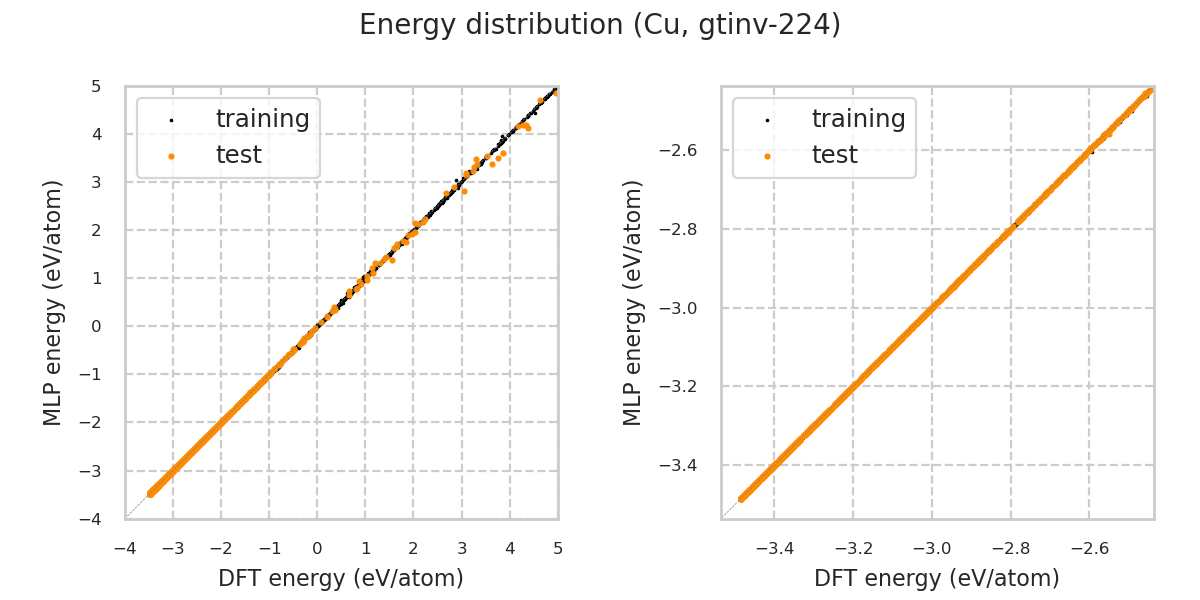 Energy distribution (Cu, gtinv-224)
training
test
5
4
3
2
1
0
−1
−2
−3
−4
−4 −3 −2 −1 0 1 2 3 4 5
MLP energy (eV/atom)
DFT energy (eV/atom)
training
test
−2.6
−2.8
−3.0
−3.2
−3.4
−3.4 −3.2 −3.0 −2.8 −2.6
MLP energy (eV/atom)
DFT energy (eV/atom)